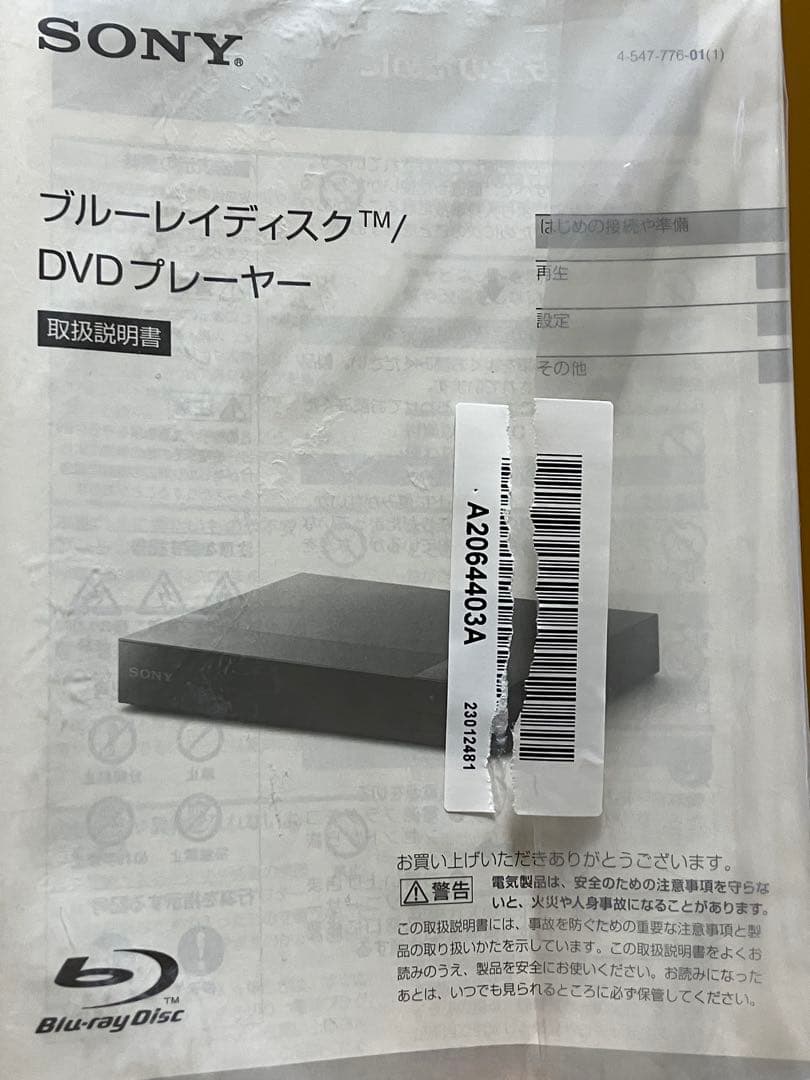 SONY®
4-547-776-01(1)
ブルーレイディスク™/
DVDプレーヤー
取扱説明書
はじめの接続や準備
再生
設定
その他
A2064403A
23012481
SONY
お買い上げいただきありがとうございます。
警告
電気製品は、安全のための注意事項を守らな
いと、火災や人身事故になることがあります。
この取扱説明書には、事故を防ぐための重要な注意事項と製
品の取り扱いかたを示しています。この取扱説明書をよくお
読みのうえ、製品を安全にお使いください。お読みになった
あとは、いつでも見られるところに必ず保管してください。
Blu-ray Disc™